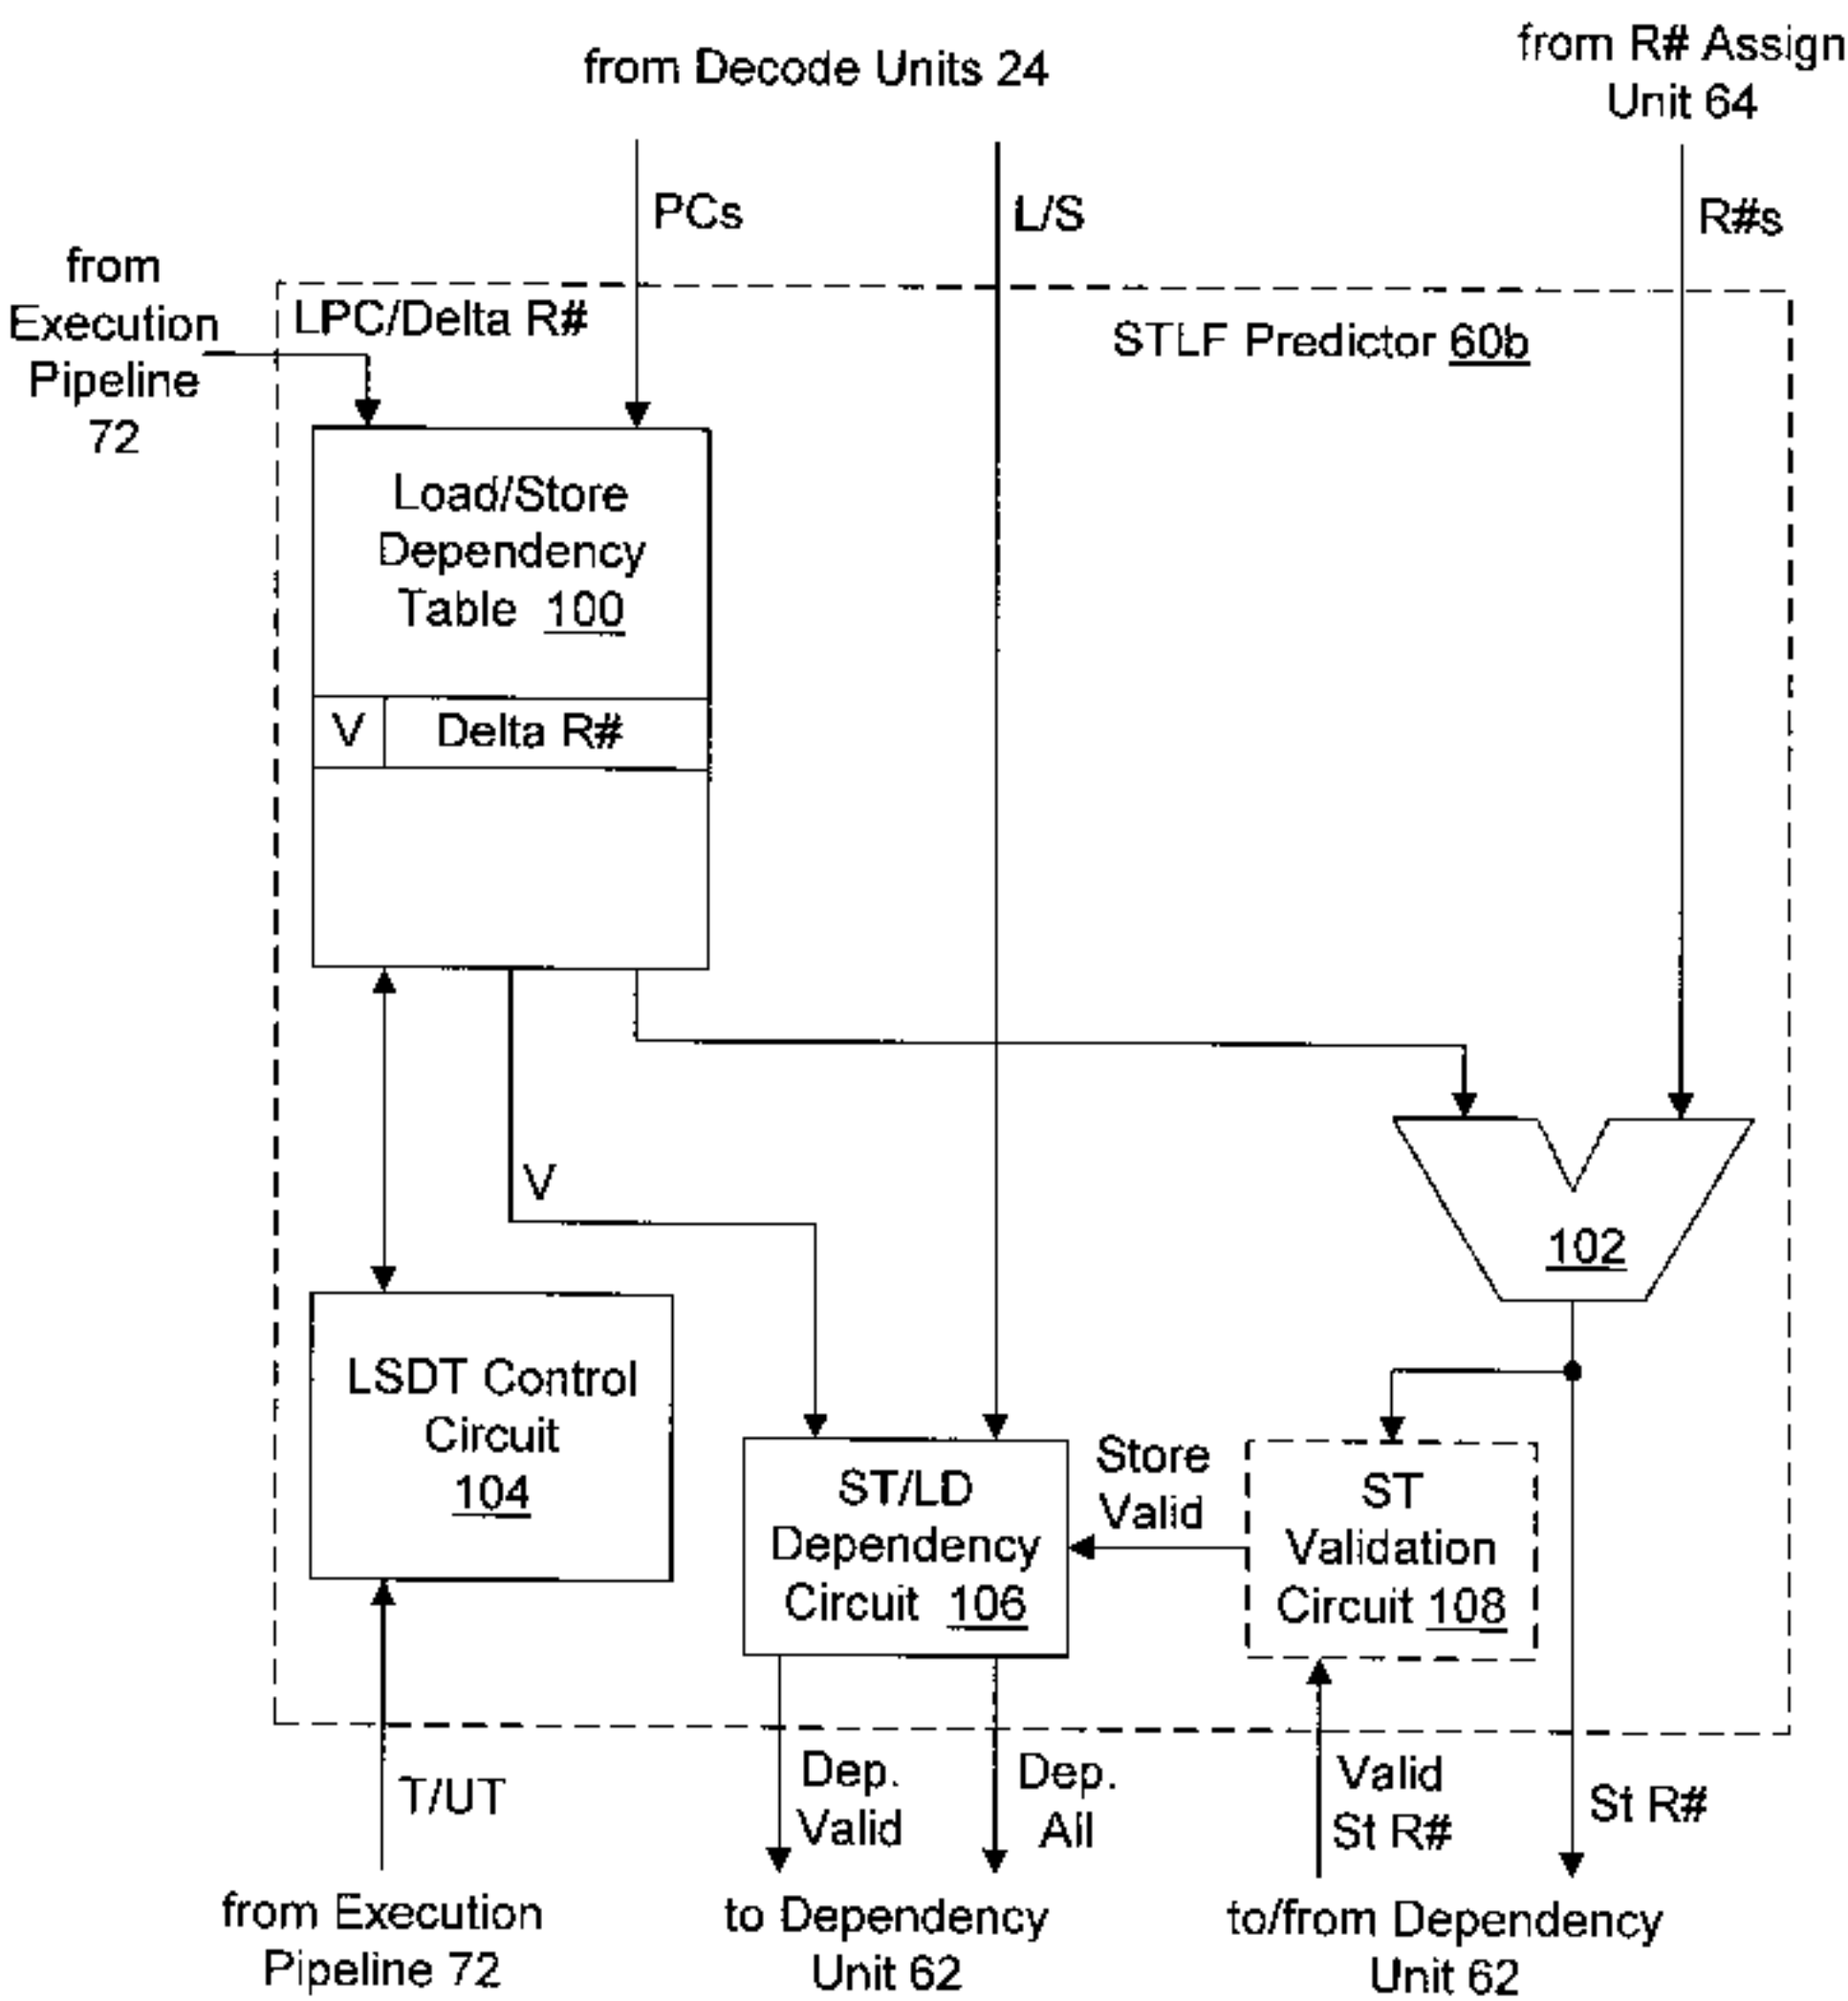 from Decode Units 24
from R# Assign
Unit 64
PCs
L/S
R#s
from
Execution
Pipeline
72
LPC/Delta R#
STLF Predictor 60b
Load/Store
Dependency
Table 100
V
Delta R#
V
102
LSDT Control
Circuit
104
ST/LD
Dependency
Circuit 106
Store
Valid
ST
Validation
Circuit 108
T/UT
Dep.
Valid
Dep.
All
Valid
St R#
St R#
from Execution
Pipeline 72
to Dependency
Unit 62
to/from Dependency
Unit 62